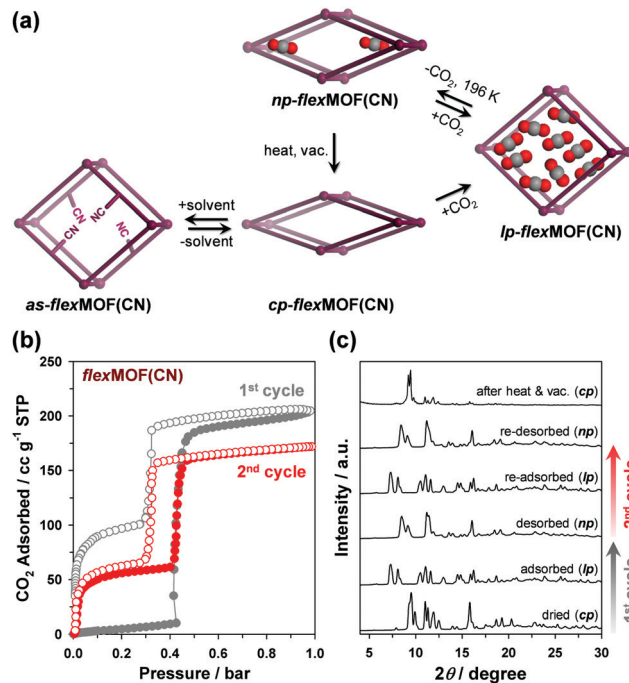 (a)
np-flexMOF(CN)
-CO₂, 196 K
+CO₂
heat, vac.
+CO₂
lp-flexMOF(CN)
CN
NC
CN
NC
+solvent
-solvent
as-flexMOF(CN)
cp-flexMOF(CN)
(b)
flexMOF(CN)
1st cycle
2nd cycle
CO₂ Adsorbed / cc g⁻¹ STP
250
200
150
100
50
0
0.0
0.2
0.4
0.6
0.8
1.0
Pressure / bar
(c)
after heat & vac. (cp)
re-desorbed (np)
re-adsorbed (lp)
desorbed (np)
adsorbed (lp)
dried (cp)
Intensity / a.u.
5
10
15
20
25
30
2θ / degree
2nd cycle
1st cycle